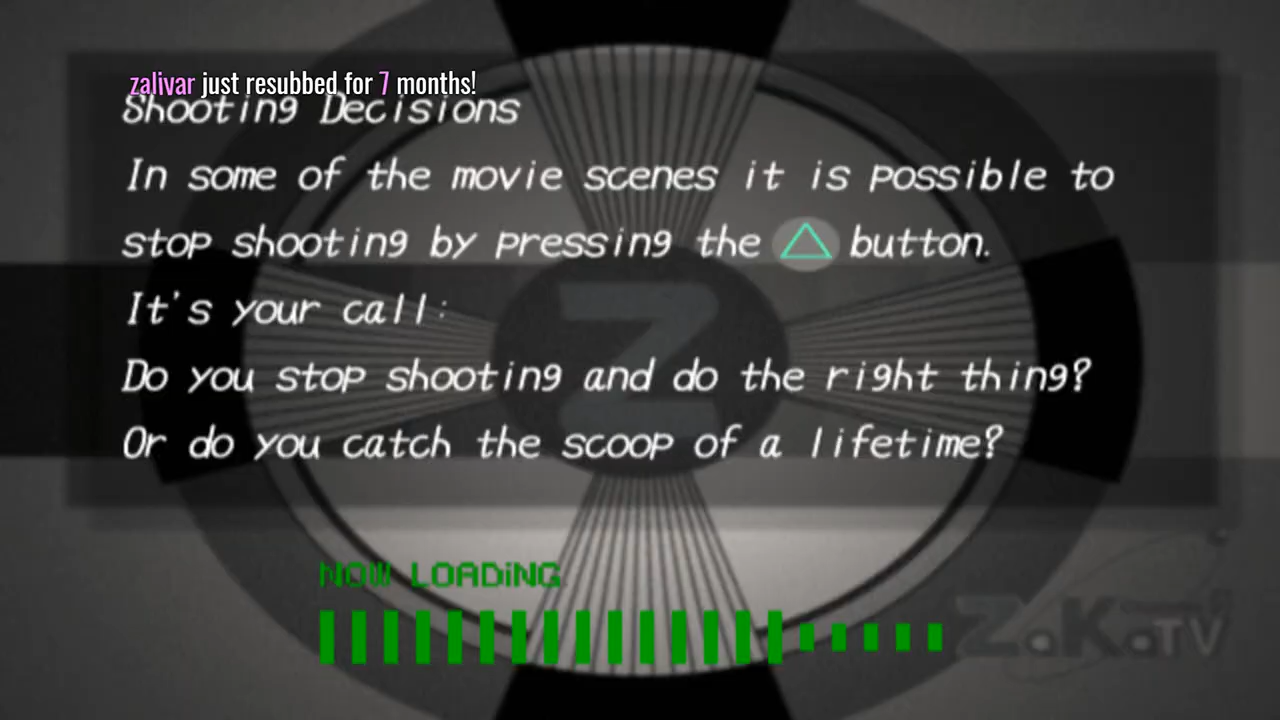 zalivar just resubbed for 7 months!
Shooting Decisions
In some of the movie scenes it is possible to
stop shooting by pressing the △ button.
It's your call:
Do you stop shooting and do the right thing?
Or do you catch the scoop of a lifetime?
Z
NOW LOADiNG
ZaKaTV